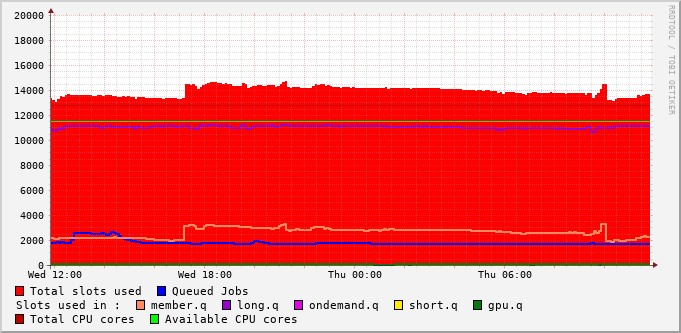 RRDTOOL / TOBI OETIKER
20000
18000
16000
14000
12000
10000
8000
6000
4000
2000
0
Wed 12:00 Wed 18:00 Thu 00:00 Thu 06:00
Total slots used Queued Jobs
Slots used in : member.q long.q ondemand.q short.q gpu.q
Total CPU cores Available CPU cores